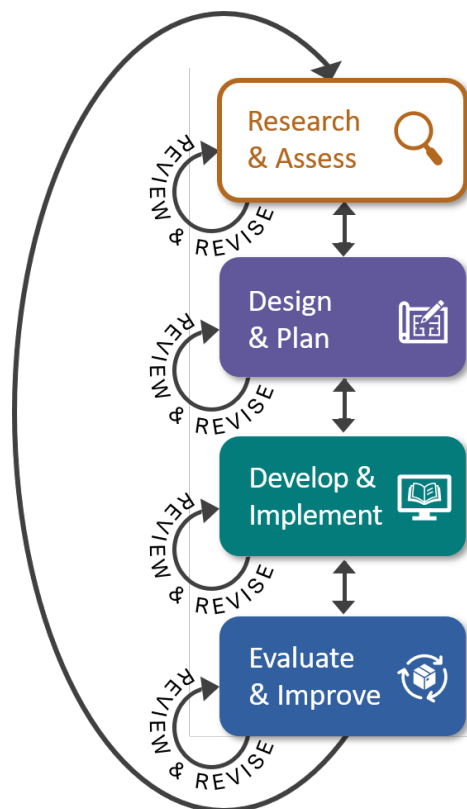 Research
& Assess
REVIEW & REVISE
Design
& Plan
REVIEW & REVISE
Develop &
Implement
REVIEW & REVISE
Evaluate
& Improve
REVIEW & REVISE